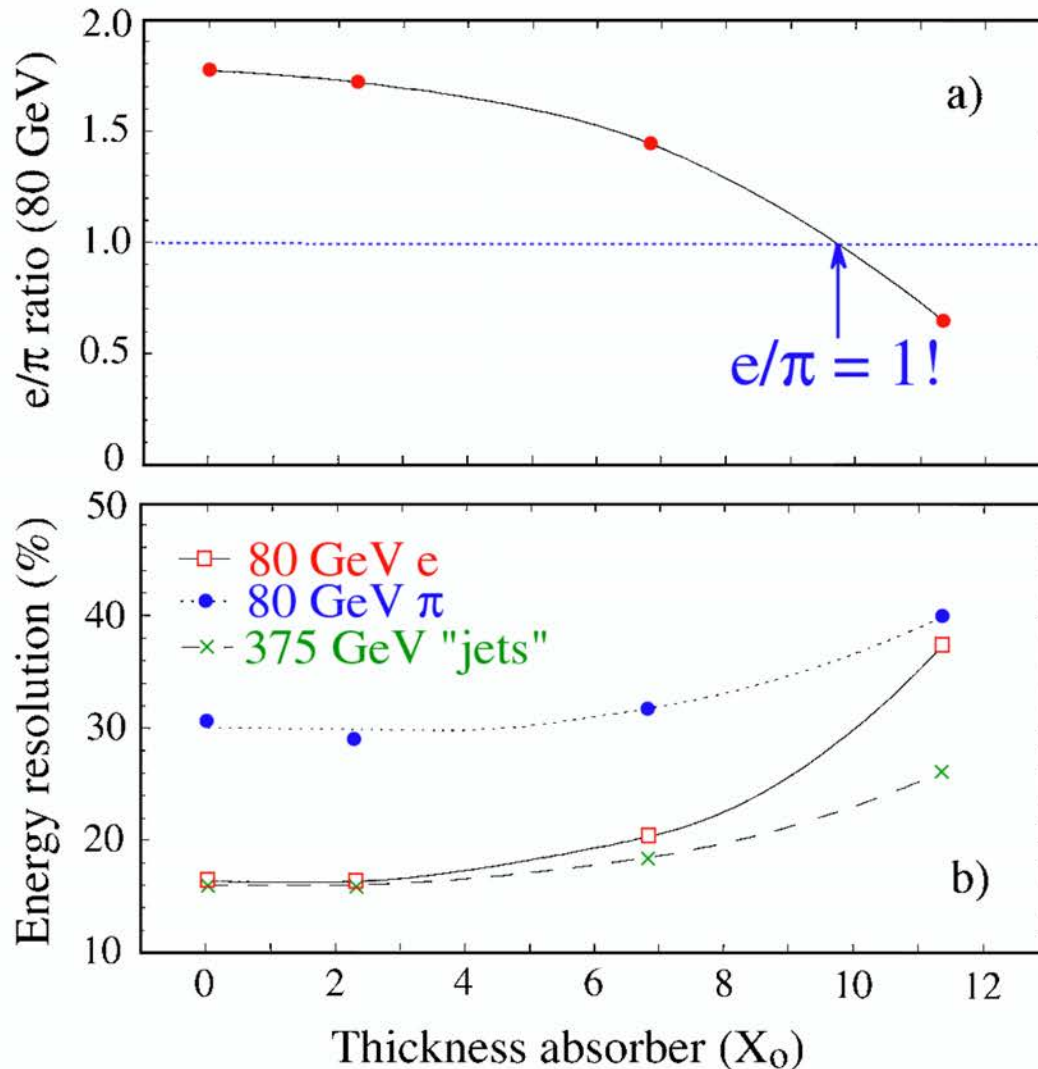 e/π ratio (80 GeV)
2.0
1.5
1.0
0.5
0
a)
e/π = 1!
Energy resolution (%)
50
40
30
20
10
80 GeV e
80 GeV π
375 GeV "jets"
b)
0 2 4 6 8 10 12
Thickness absorber (X₀)